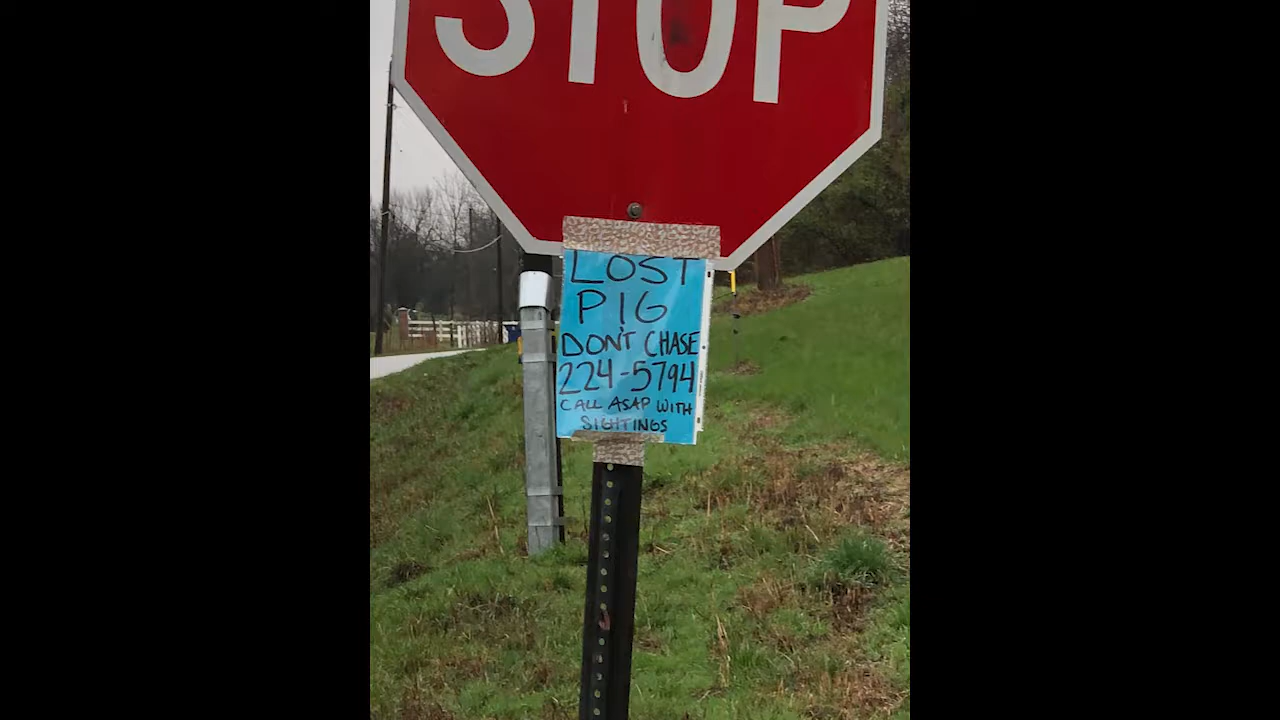 STOP
LOST
PIG
DON'T CHASE
224-5794
CALL ASAP WITH
SIGHTINGS